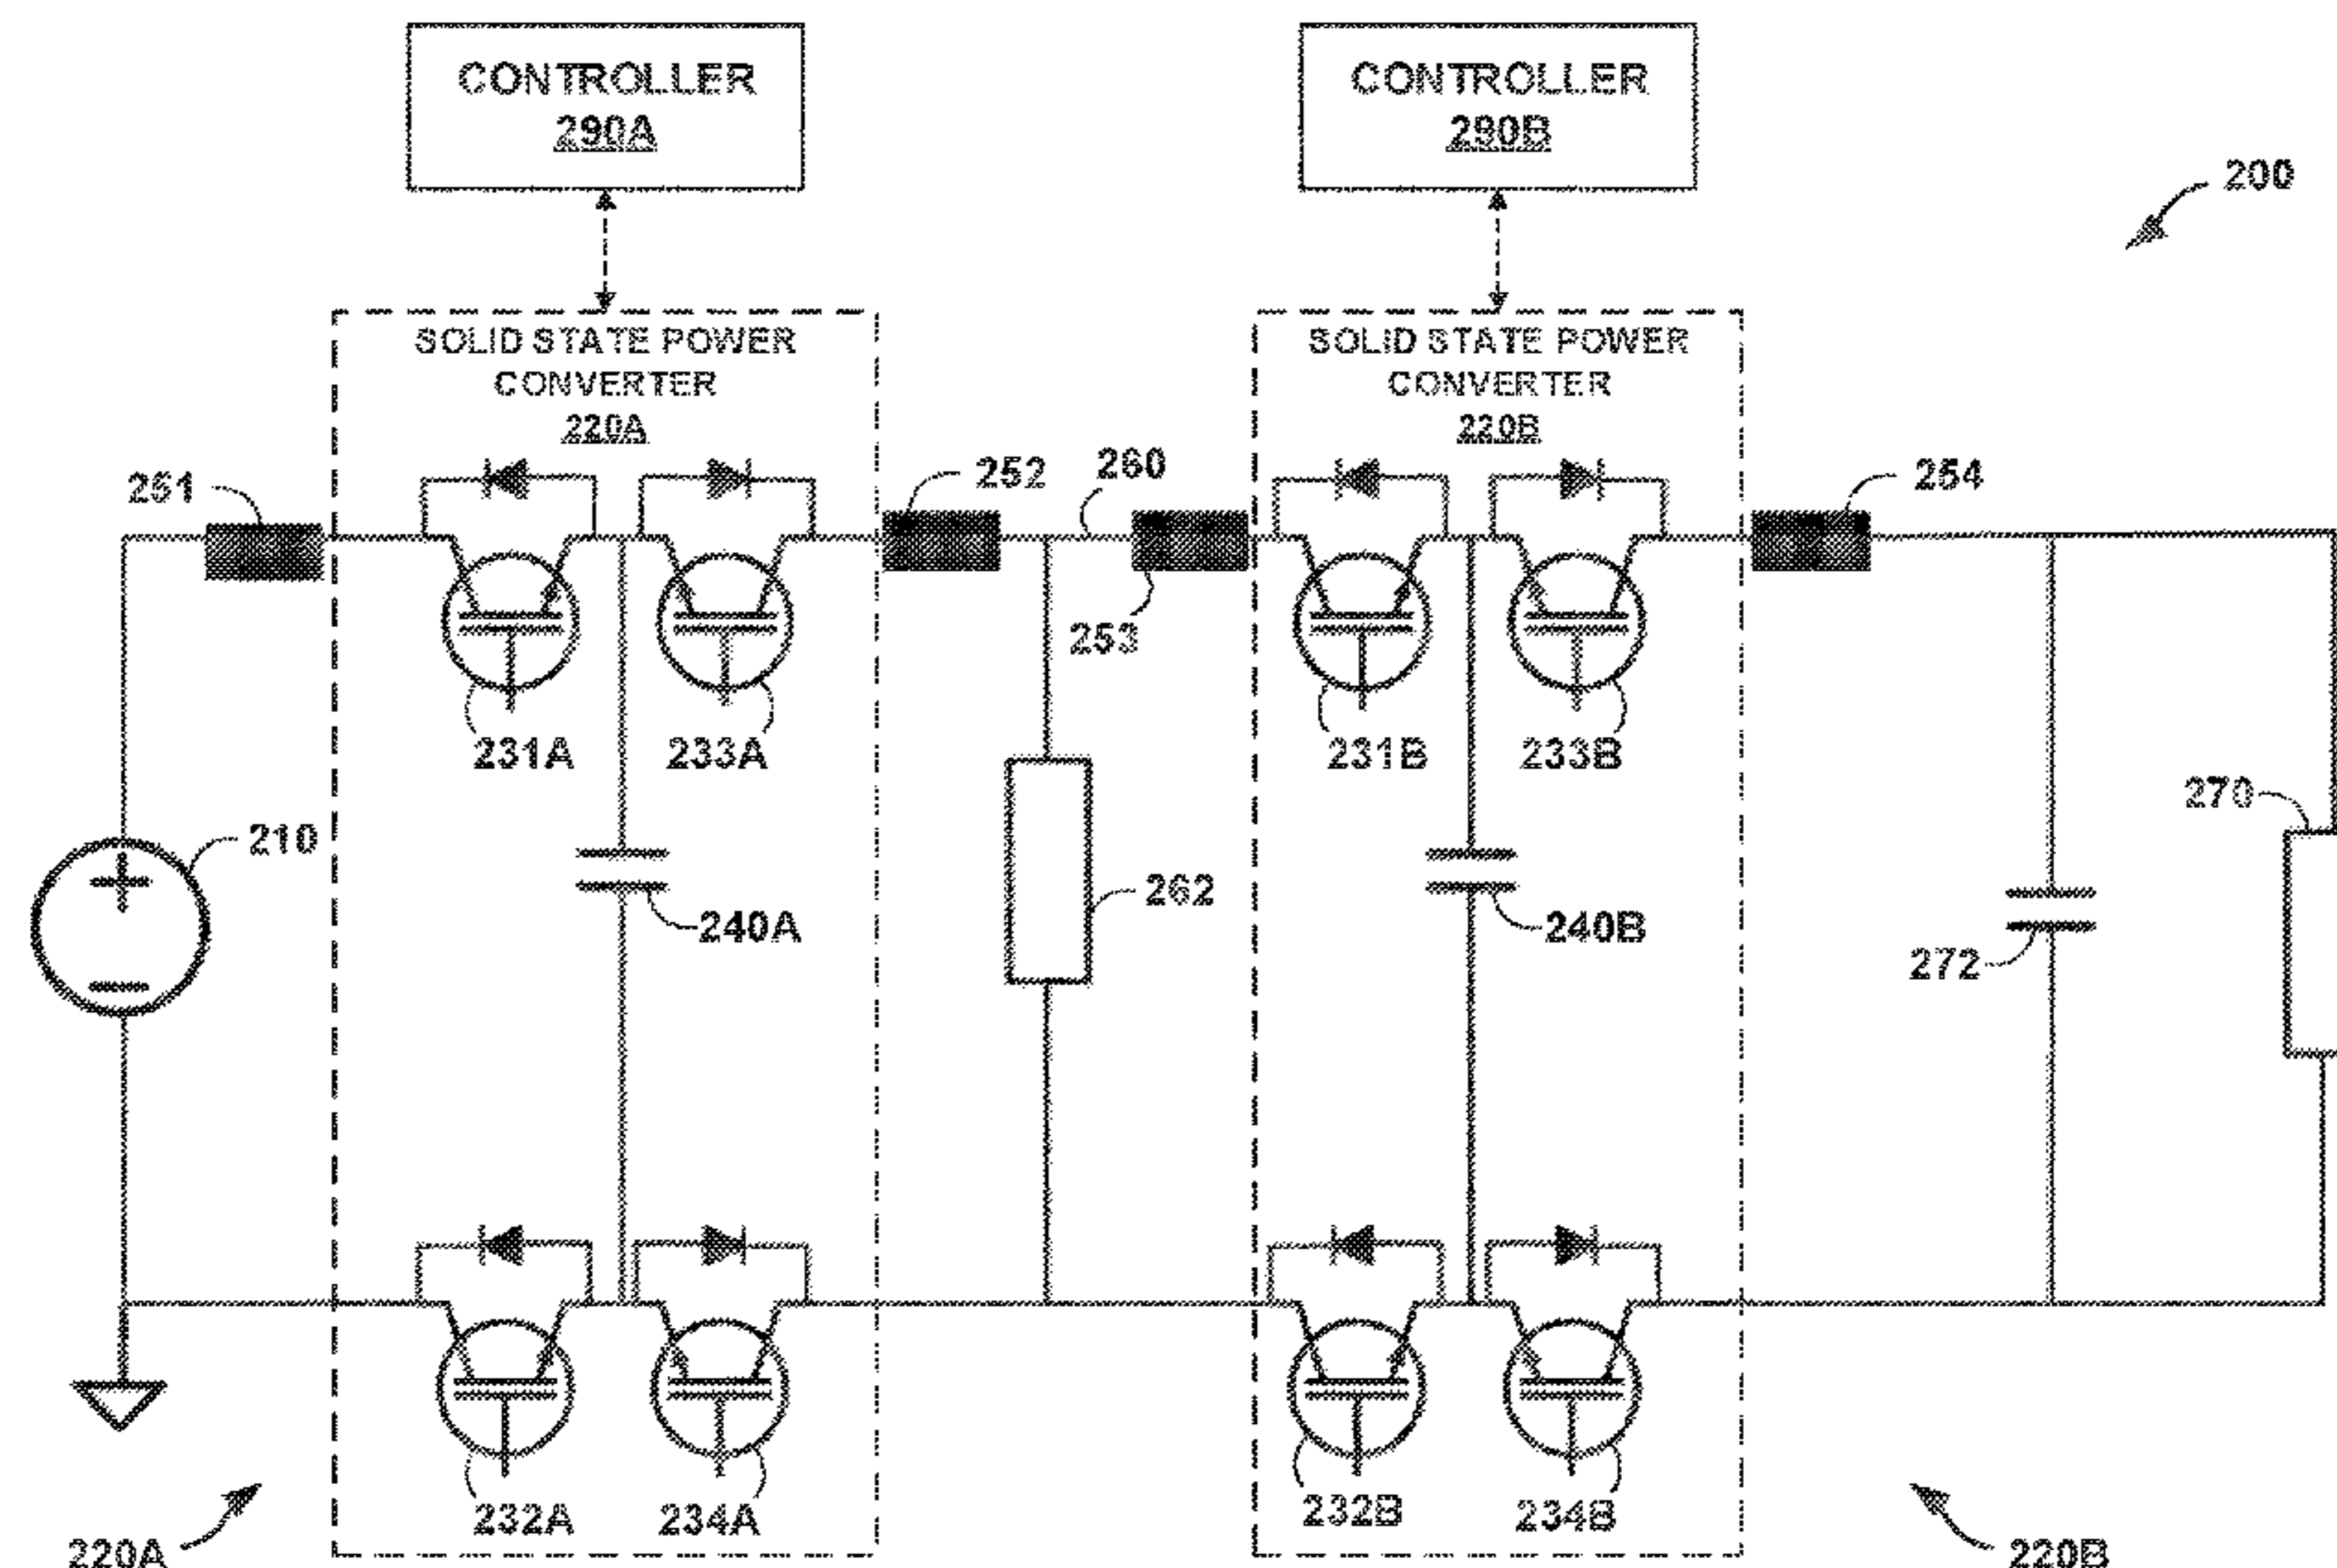 CONTROLLER
290A
CONTROLLER
290B
200
SOLID STATE POWER
CONVERTER
220A
SOLID STATE POWER
CONVERTER
220B
251
252
260
254
253
231A
233A
231B
233B
210
270
262
240A
240B
272
232A
234A
232B
234B
220A
220B
+
−